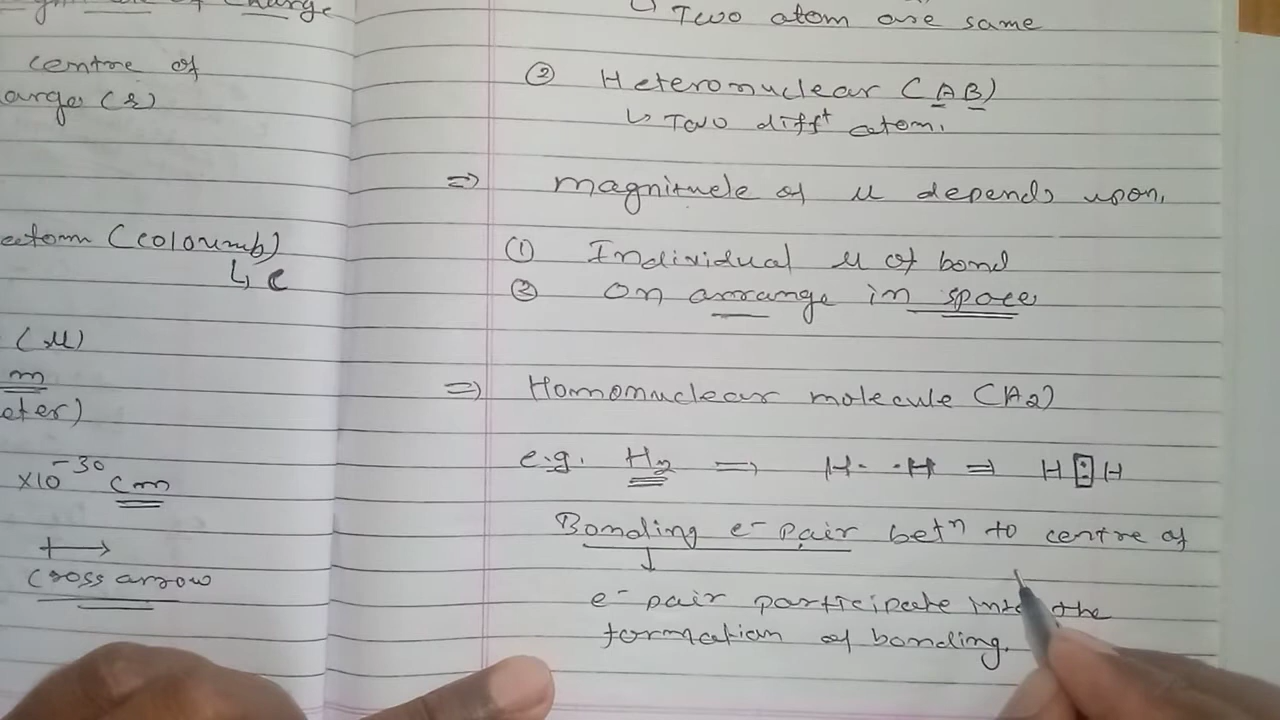 of Charge
centre of
arge (r)
atom (coloumb)
↳ C
(μ)
m
eter)
×10⁻³⁰ Cm
Cross arrow
↳ Two atom are same
② Heteronuclear (AB)
↳ Two diffᵗ atom.
⇒ magnitude of μ depends upon,
(1) Individual μ of bond
② on arrange in space
⇒ Homonuclear molecule (A₂)
e.g. H₂ ⇒ H· ·H ⇒ H : H
Bonding e⁻ pair betⁿ to centre of
e⁻ pair participate into the
formation of bonding.